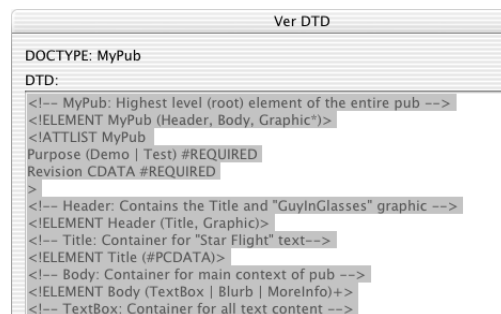 Ver DTD
DOCTYPE: MyPub
DTD:
<!-- MyPub: Highest level (root) element of the entire pub -->
<!ELEMENT MyPub (Header, Body, Graphic*)>
<!ATTLIST MyPub
Purpose (Demo | Test) #REQUIRED
Revision CDATA #REQUIRED
>
<!-- Header: Contains the Title and "GuyInGlasses" graphic -->
<!ELEMENT Header (Title, Graphic)>
<!-- Title: Container for "Star Flight" text-->
<!ELEMENT Title (#PCDATA)>
<!-- Body: Container for main context of pub -->
<!ELEMENT Body (TextBox | Blurb | MoreInfo)+>
<!-- TextBox: Container for all text content -->